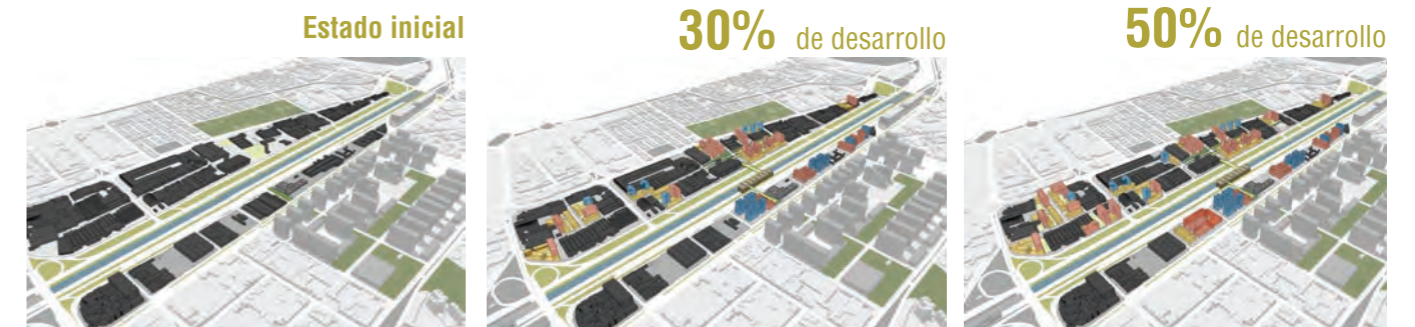 Estado inicial
30% de desarrollo
50% de desarrollo